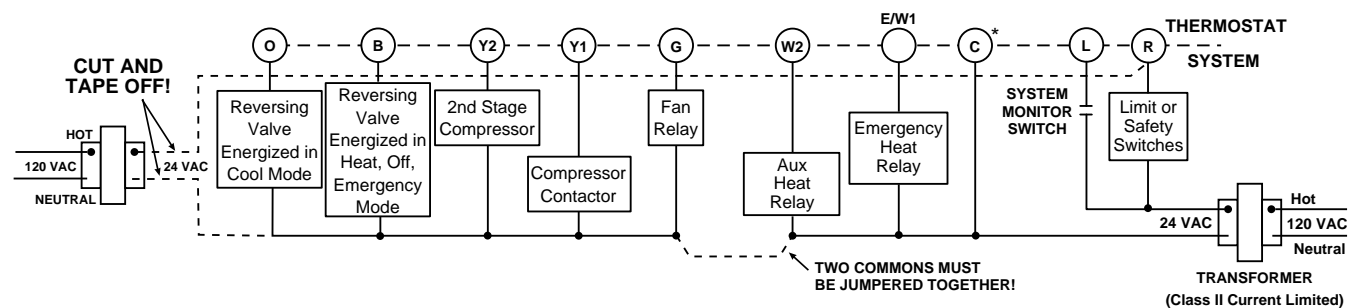 E/W1
O B Y2 Y1 G W2 C * L R
THERMOSTAT
SYSTEM
CUT AND
TAPE OFF!
HOT
120 VAC
NEUTRAL
24 VAC
Reversing
Valve
Energized in
Cool Mode
Reversing
Valve
Energized in
Heat, Off,
Emergency
Mode
2nd Stage
Compressor
Compressor
Contactor
Fan
Relay
Aux
Heat
Relay
Emergency
Heat
Relay
SYSTEM
MONITOR
SWITCH
Limit or
Safety
Switches
24 VAC
Hot
120 VAC
Neutral
TWO COMMONS MUST
BE JUMPERED TOGETHER!
TRANSFORMER
(Class II Current Limited)